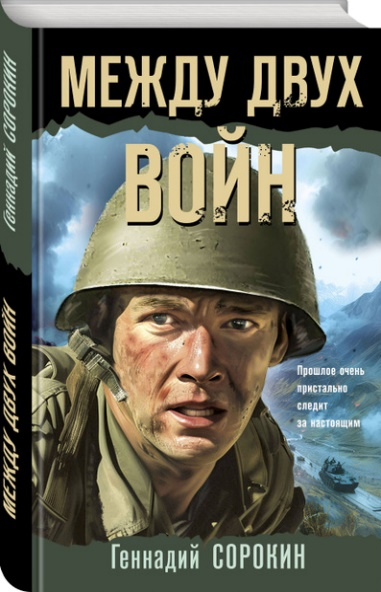 МЕЖДУ ДВУХ
ВОЙН
Прошлое очень
пристально
следит
за настоящим
Геннадий СОРОКИН
Геннадий СОРОКИН
МЕЖДУ ДВУХ ВОЙН